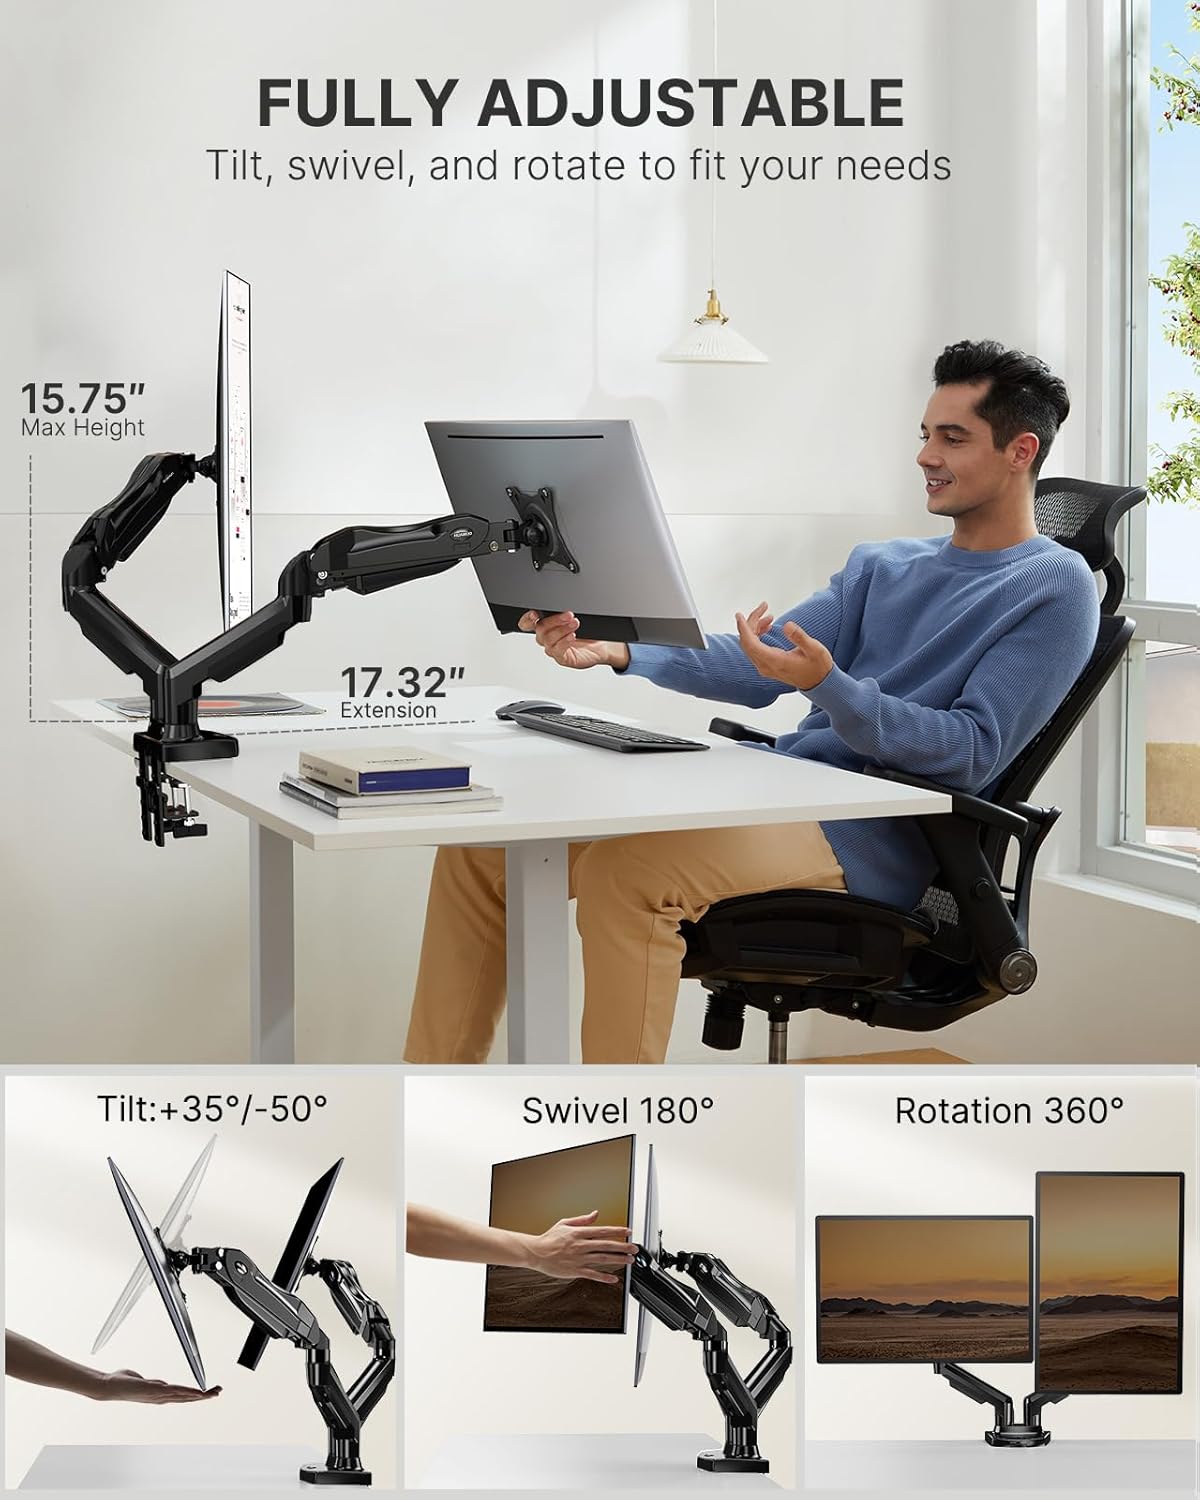 FULLY ADJUSTABLE
Tilt, swivel, and rotate to fit your needs
15.75"
Max Height
HUANUO
17.32"
Extension
Tilt:+35°/-50°
Swivel 180°
Rotation 360°